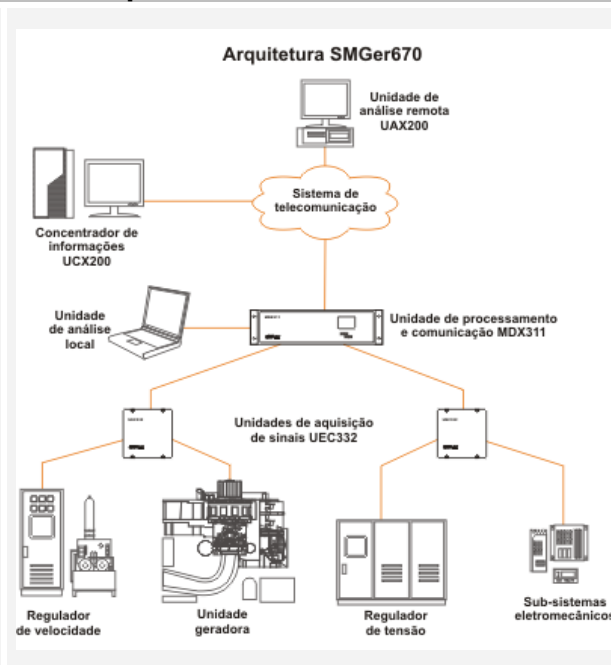 Arquitetura SMGer670
Unidade de
análise remota
UAX200
Sistema de
telecomunicação
Concentrador de
informações
UCX200
Unidade
de análise
local
Unidade de processamento
e comunicação MDX311
Unidades de aquisição
de sinais UEC332
Regulador
de velocidade
Unidade
geradora
Regulador
de tensão
Sub-sistemas
eletromecânicos